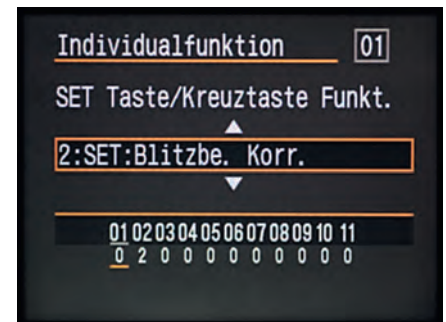 Individualfunktion 01
SET Taste/Kreuztaste Funkt.
2:SET:Blitzbe. Korr.
01 02 03 04 05 06 07 08 09 10 11
0 2 0 0 0 0 0 0 0 0 0